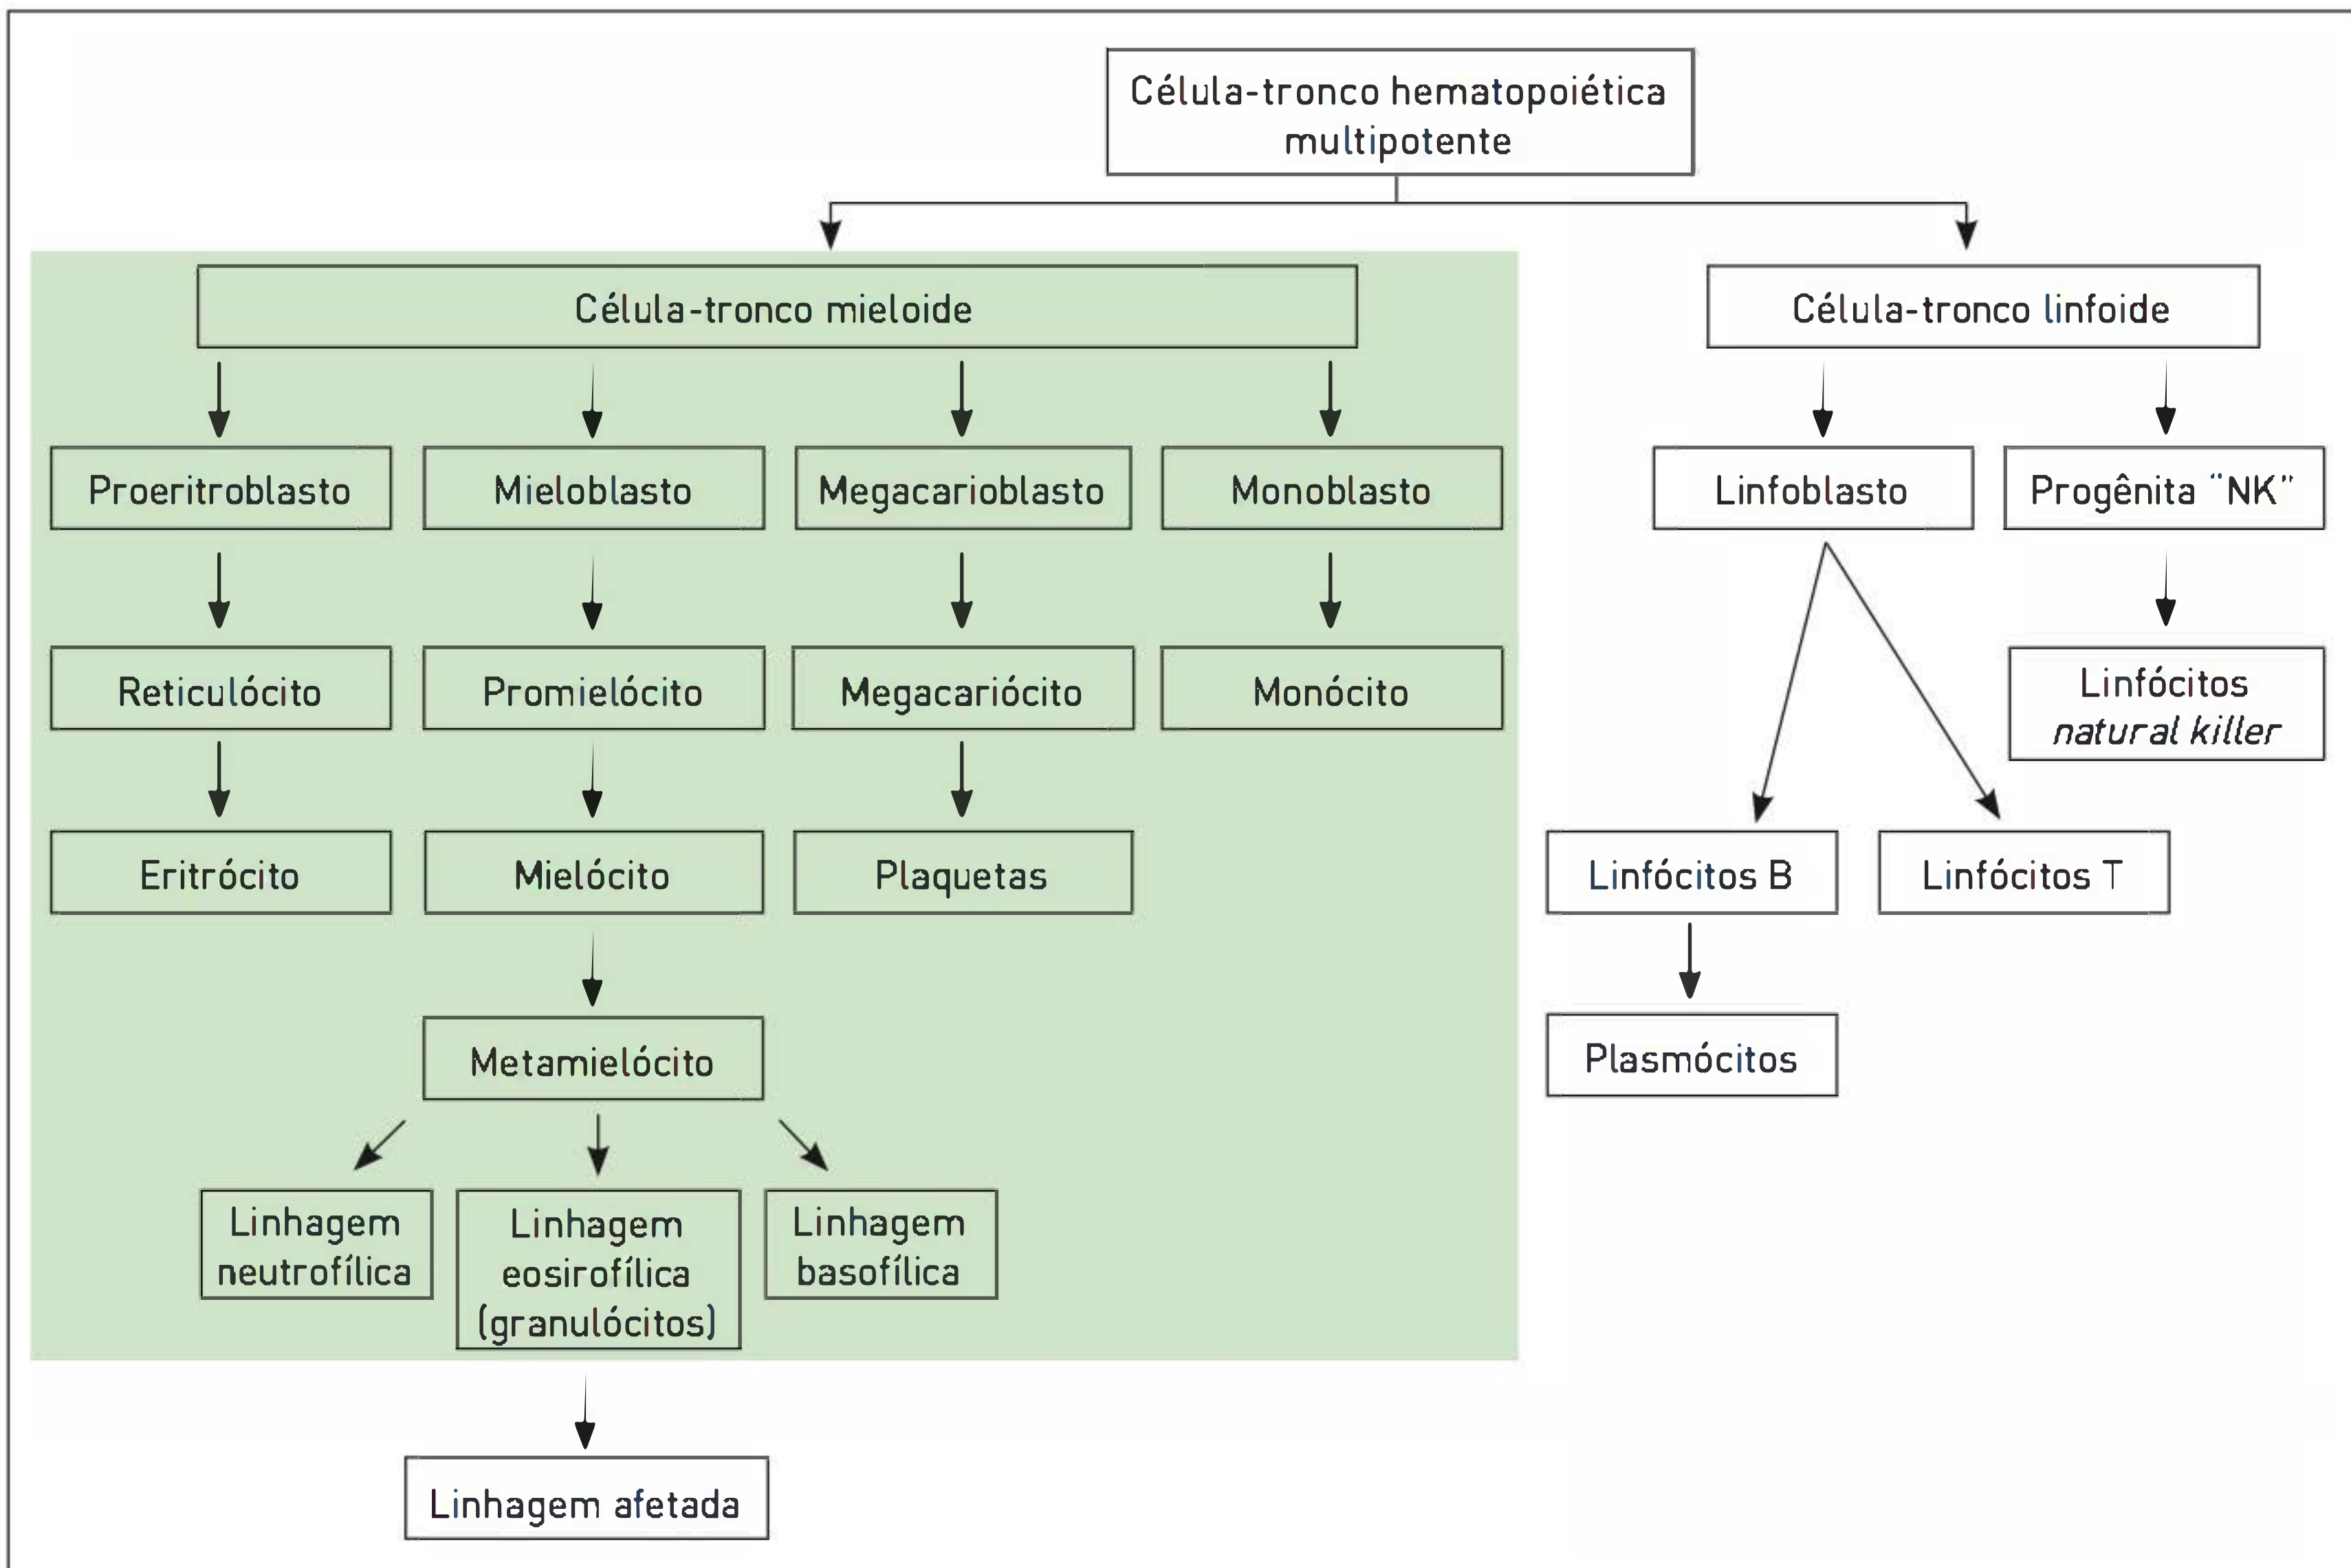 Célula-tronco hematopoiética
multipotente
Célula-tronco mieloide
Célula-tronco linfoide
Proeritroblasto
Mieloblasto
Megacarioblasto
Monoblasto
Linfoblasto
Progênita "NK"
Reticulócito
Promielócito
Megacariócito
Monócito
Linfócitos
natural killer
Eritrócito
Mielócito
Plaquetas
Linfócitos B
Linfócitos T
Metamielócito
Plasmócitos
Linhagem
neutrofílica
Linhagem
eosirofílica
(granulócitos)
Linhagem
basofílica
Linhagem afetada